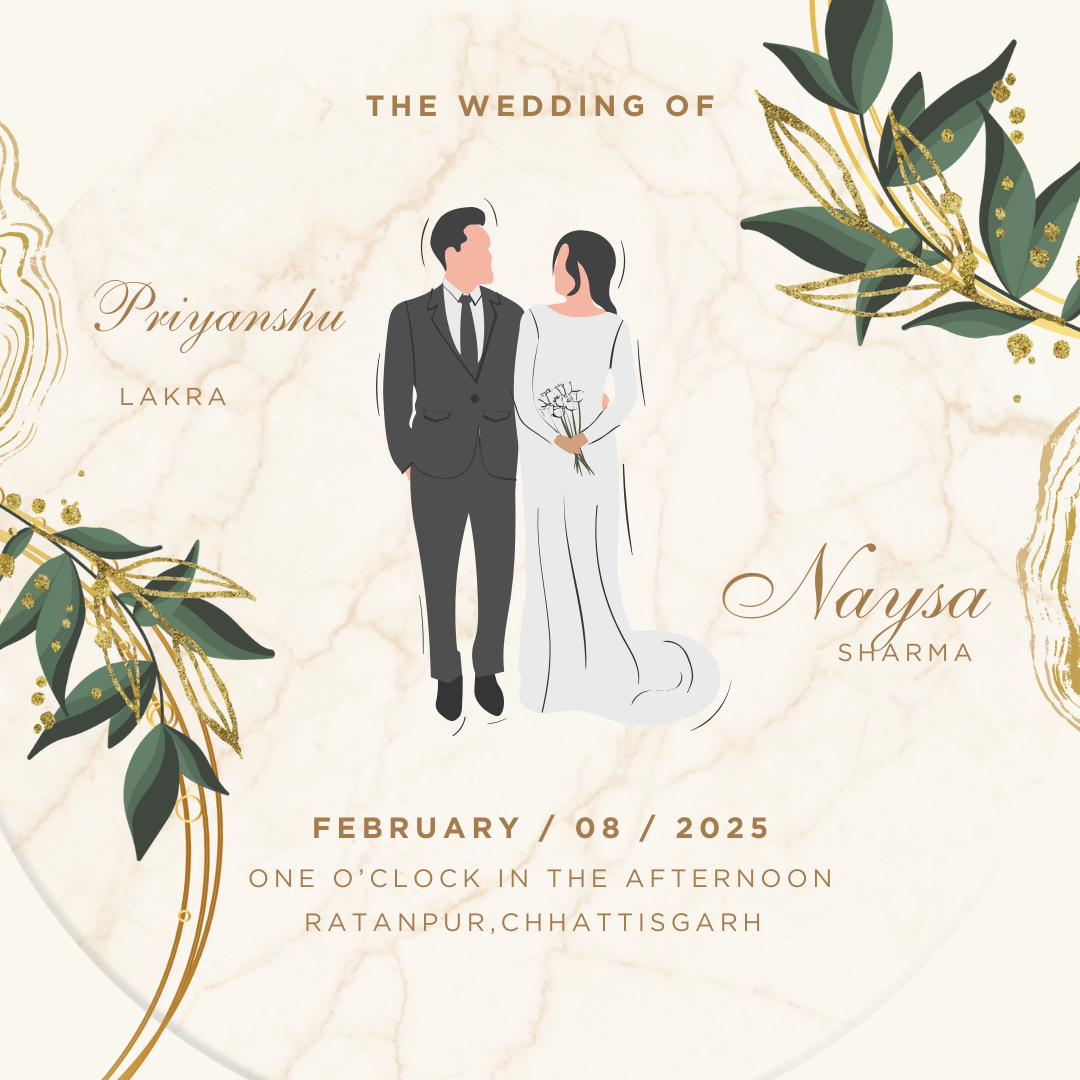 THE WEDDING OF
Priyanshu
LAKRA
Naysa
SHARMA
FEBRUARY / 08 / 2025
ONE O’CLOCK IN THE AFTERNOON
RATANPUR,CHHATTISGARH